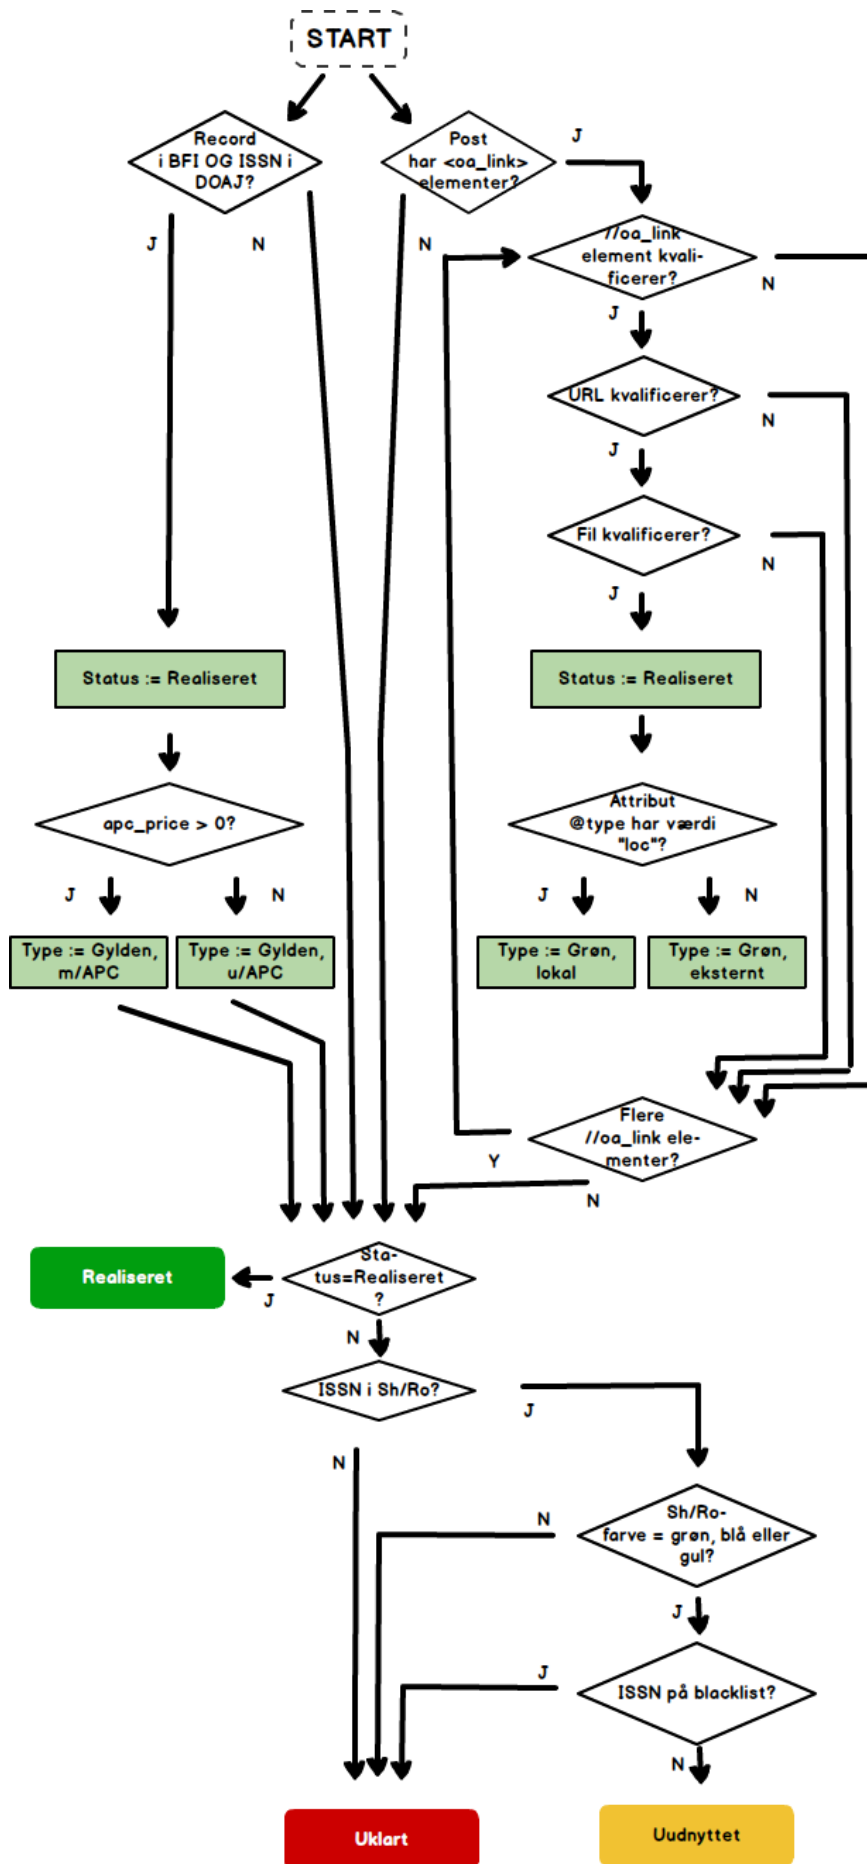 START
Record
i BFI OG ISSN i
DOAJ?
Post
har <oa_link>
elementer?
J
J
N
N
//oa_link
element kvali-
ficerer?
N
J
URL kvalificerer?
N
J
Fil kvalificerer?
N
J
Status := Realiseret
Status := Realiseret
apc_price > 0?
Attribut
@type har værdi
"loc"?
J
N
J
N
Type := Gylden,
m/APC
Type := Gylden,
u/APC
Type := Grøn,
lokal
Type := Grøn,
eksternt
Flere
//oa_link ele-
menter?
Y
N
Sta-
tus=Realiseret
?
Realiseret
J
N
ISSN i Sh/Ro?
J
N
Sh/Ro-
farve = grøn, blå eller
gul?
N
J
ISSN på blacklist?
J
N
Uklart
Uudnyttet